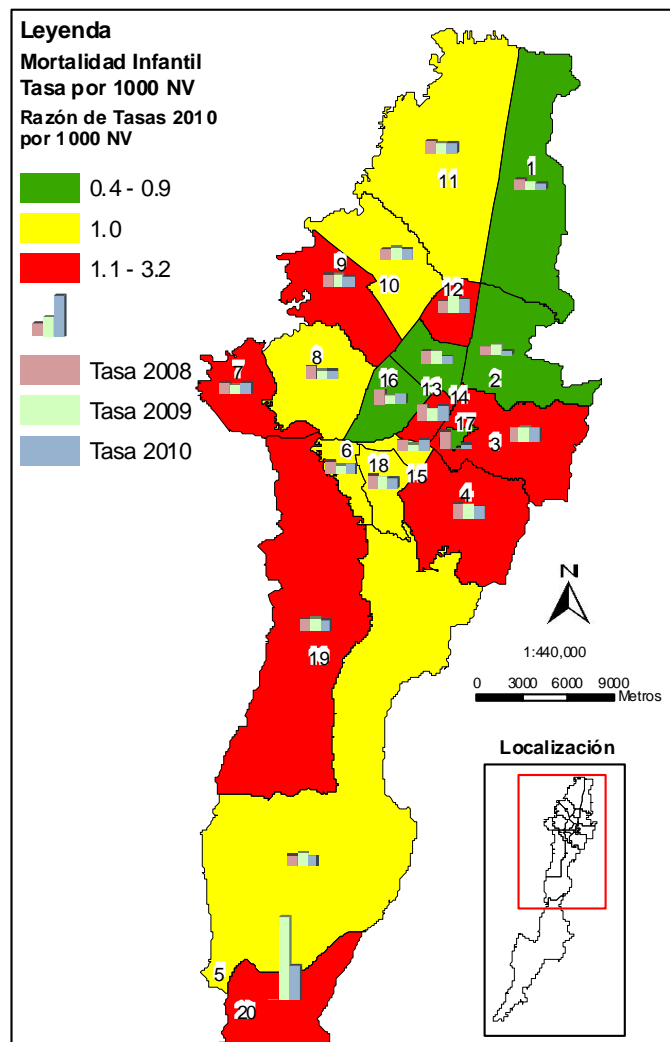 Leyenda
Mortalidad Infantil
Tasa por 1000 NV
Razón de Tasas 2010
por 1000 NV
0.4 - 0.9
1.0
1.1 - 3.2
Tasa 2008
Tasa 2009
Tasa 2010
11
1
9
10
12
7
8
16
13
14
2
17
3
6
18
15
4
19
5
20
N
1:440,000
0 3000 6000 9000
Metros
Localización